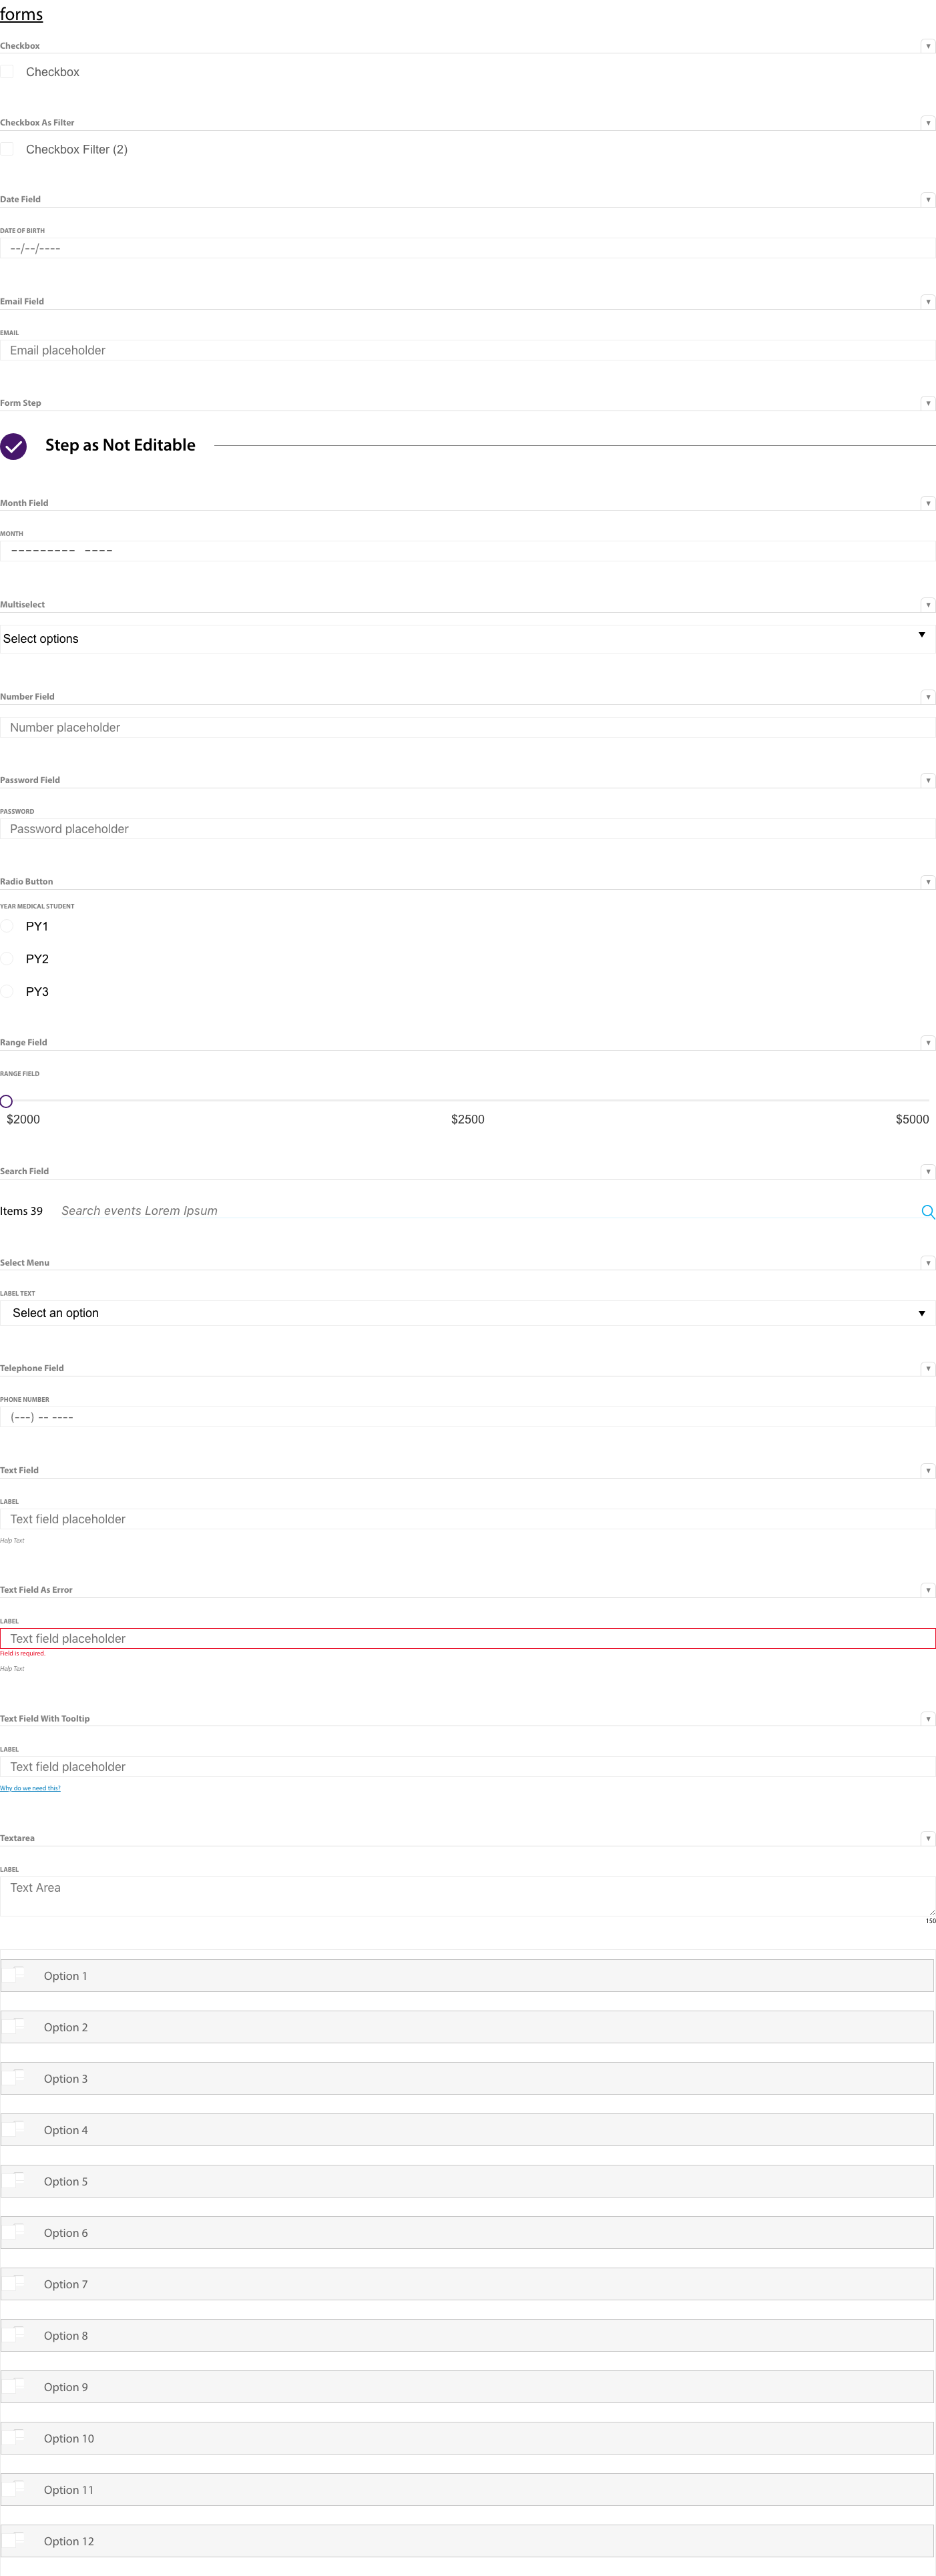 forms
Checkbox
Checkbox
Checkbox As Filter
Checkbox Filter (2)
Date Field
DATE OF BIRTH
--/--/----
Email Field
EMAIL
Email placeholder
Form Step
Step as Not Editable
Month Field
MONTH
--------- ----
Multiselect
Select options
Number Field
Number placeholder
Password Field
PASSWORD
Password placeholder
Radio Button
YEAR MEDICAL STUDENT
PY1
PY2
PY3
Range Field
RANGE FIELD
$2000 $2500 $5000
Search Field
Items 39 Search events Lorem Ipsum
Select Menu
LABEL TEXT
Select an option
Telephone Field
PHONE NUMBER
(---) -- ----
Text Field
LABEL
Text field placeholder
Help Text
Text Field As Error
LABEL
Text field placeholder
Field is required.
Help Text
Text Field With Tooltip
LABEL
Text field placeholder
Why do we need this?
Textarea
LABEL
Text Area
150
Option 1
Option 2
Option 3
Option 4
Option 5
Option 6
Option 7
Option 8
Option 9
Option 10
Option 11
Option 12